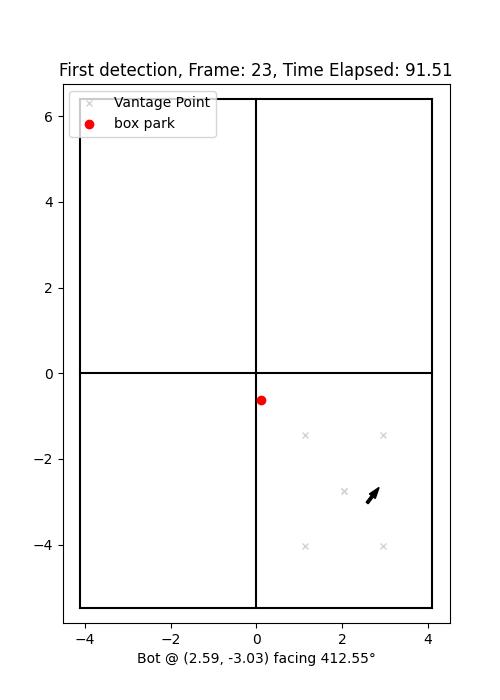 First detection, Frame: 23, Time Elapsed: 91.51
Vantage Point
box park
6
4
2
0
−2
−4
−4
−2
0
2
4
Bot @ (2.59, -3.03) facing 412.55°